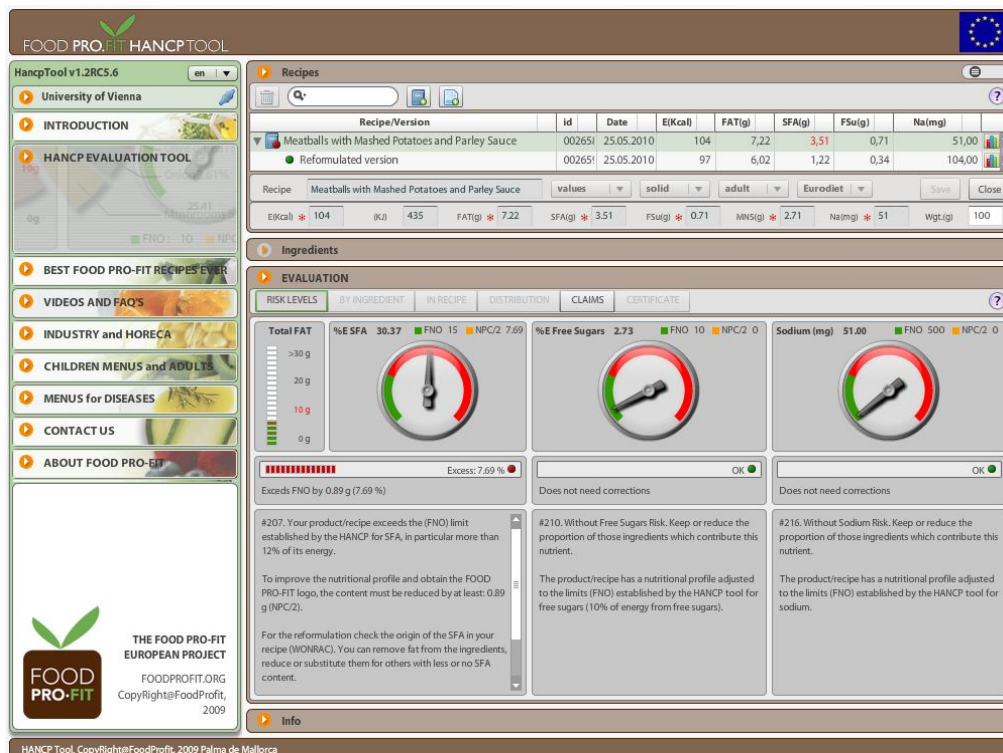 FOOD PRO.FIT HANCPTOOL
HancpTool v1.2RC5.6
en
University of Vienna
INTRODUCTION
HANCP EVALUATION TOOL
10g
0g
25.41
FNO : 10
NPC
BEST FOOD PRO-FIT RECIPES EVER
VIDEOS AND FAQ'S
INDUSTRY and HORECA
CHILDREN MENUS and ADULTS
MENUS for DISEASES
CONTACT US
ABOUT FOOD PRO-FIT
THE FOOD PRO-FIT
EUROPEAN PROJECT
FOOD
PRO·FIT
FOODPROFIT.ORG
CopyRight@FoodProfit,
2009
Recipes
?
Recipe/Version id Date E(Kcal) FAT(g) SFA(g) FSu(g) Na(mg)
Meatballs with Mashed Potatoes and Parley Sauce 00265 25.05.2010 104 7,22 3,51 0,71 51,00
Reformulated version 00265 25.05.2010 97 6,02 1,22 0,34 104,00
Recipe Meatballs with Mashed Potatoes and Parley Sauce values solid adult Eurodiet Save Close
E(Kcal) * 104 (KJ) 435 FAT(g) * 7.22 SFA(g) * 3.51 FSu(g) * 0.71 MNS(g) * 2.71 Na(mg) * 51 Wgt.(g) 100
Ingredients
EVALUATION
RISK LEVELS BY INGREDIENT IN RECIPE DISTRIBUTION CLAIMS CERTIFICATE ?
Total FAT
>30 g
20 g
10 g
0 g
%E SFA 30.37 FNO 15 NPC/2 7.69
%E Free Sugars 2.73 FNO 10 NPC/2 0
Sodium (mg) 51.00 FNO 500 NPC/2 0
Excess: 7.69 %
Exceds FNO by 0.89 g (7.69 %)
OK
Does not need corrections
OK
Does not need corrections
#207. Your product/recipe exceeds the (FNO) limit
established by the HANCP for SFA, in particular more than
12% of its energy.
To improve the nutritional profile and obtain the FOOD
PRO-FIT logo, the content must be reduced by at least: 0.89
g (NPC/2).
For the reformulation check the origin of the SFA in your
recipe (WONRAC). You can remove fat from the ingredients,
reduce or substitute them for others with less or no SFA
content.
#210. Without Free Sugars Risk. Keep or reduce the
proportion of those ingredients which contribute this
nutrient.
The product/recipe has a nutritional profile adjusted
to the limits (FNO) established by the HANCP tool for
free sugars (10% of energy from free sugars).
#216. Without Sodium Risk. Keep or reduce the
proportion of those ingredients which contribute this
nutrient.
The product/recipe has a nutritional profile adjusted
to the limits (FNO) established by the HANCP tool for
sodium.
Info
HANCP Tool, CopyRight@FoodProfit, 2009 Palma de Mallorca